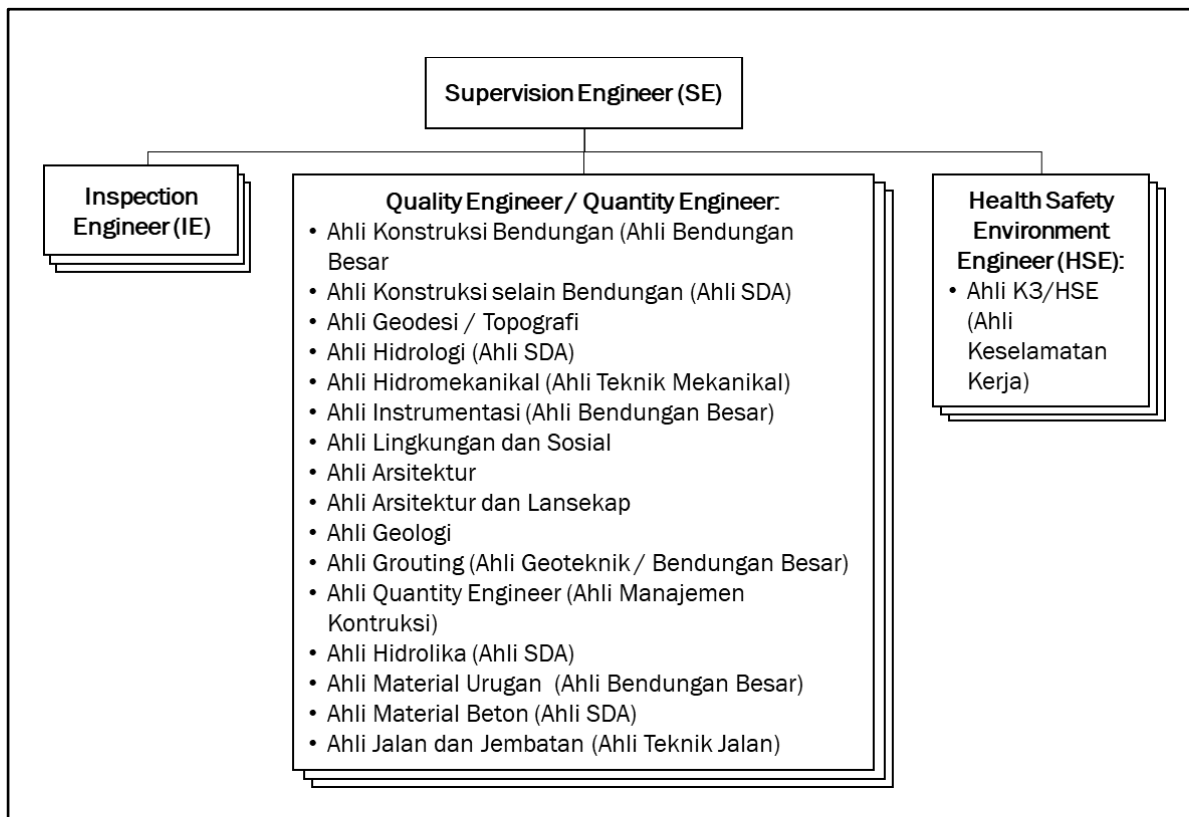 Supervision Engineer (SE)
Inspection
Engineer (IE)
Quality Engineer / Quantity Engineer:
• Ahli Konstruksi Bendungan (Ahli Bendungan
Besar
• Ahli Konstruksi selain Bendungan (Ahli SDA)
• Ahli Geodesi / Topografi
• Ahli Hidrologi (Ahli SDA)
• Ahli Hidromekanikal (Ahli Teknik Mekanikal)
• Ahli Instrumentasi (Ahli Bendungan Besar)
• Ahli Lingkungan dan Sosial
• Ahli Arsitektur
• Ahli Arsitektur dan Lansekap
• Ahli Geologi
• Ahli Grouting (Ahli Geoteknik / Bendungan Besar)
• Ahli Quantity Engineer (Ahli Manajemen
Kontruksi)
• Ahli Hidrolika (Ahli SDA)
• Ahli Material Urugan (Ahli Bendungan Besar)
• Ahli Material Beton (Ahli SDA)
• Ahli Jalan dan Jembatan (Ahli Teknik Jalan)
Health Safety
Environment
Engineer (HSE):
• Ahli K3/HSE
(Ahli
Keselamatan
Kerja)